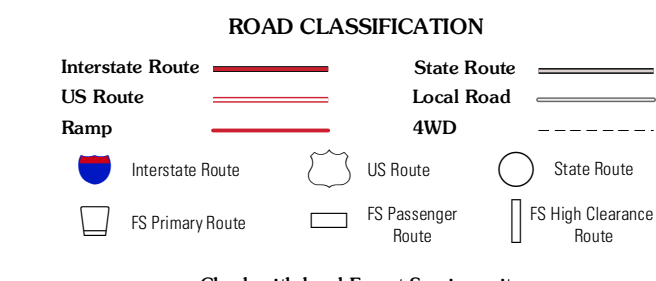 ROAD CLASSIFICATION
Interstate Route State Route
US Route Local Road
Ramp 4WD
Interstate Route US Route State Route
FS Primary Route FS Passenger Route FS High Clearance Route